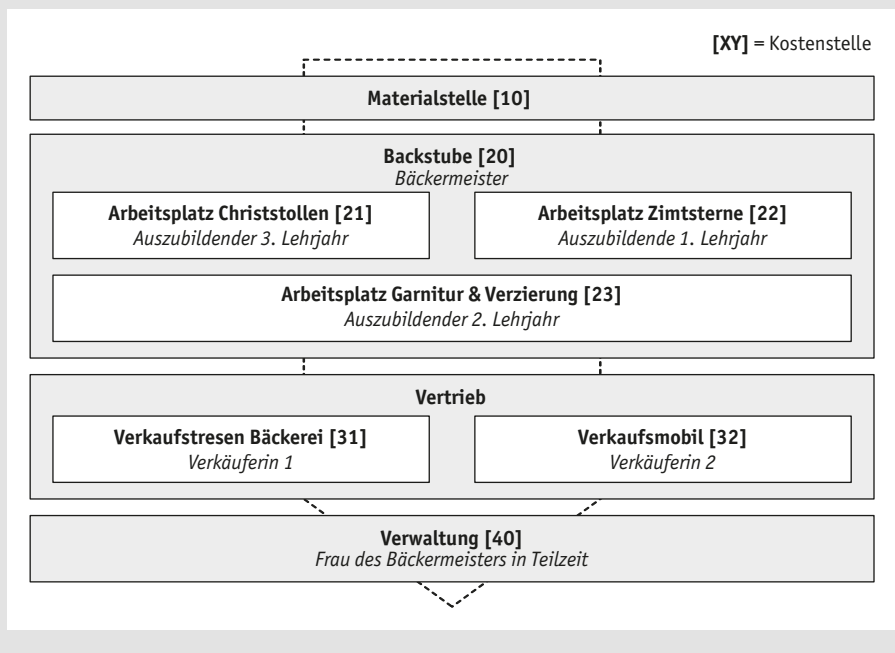 [XY] = Kostenstelle
Materialstelle [10]
Backstube [20]
Bäckermeister
Arbeitsplatz Christstollen [21]
Auszubildender 3. Lehrjahr
Arbeitsplatz Zimtsterne [22]
Auszubildende 1. Lehrjahr
Arbeitsplatz Garnitur & Verzierung [23]
Auszubildender 2. Lehrjahr
Vertrieb
Verkaufstresen Bäckerei [31]
Verkäuferin 1
Verkaufsmobil [32]
Verkäuferin 2
Verwaltung [40]
Frau des Bäckermeisters in Teilzeit